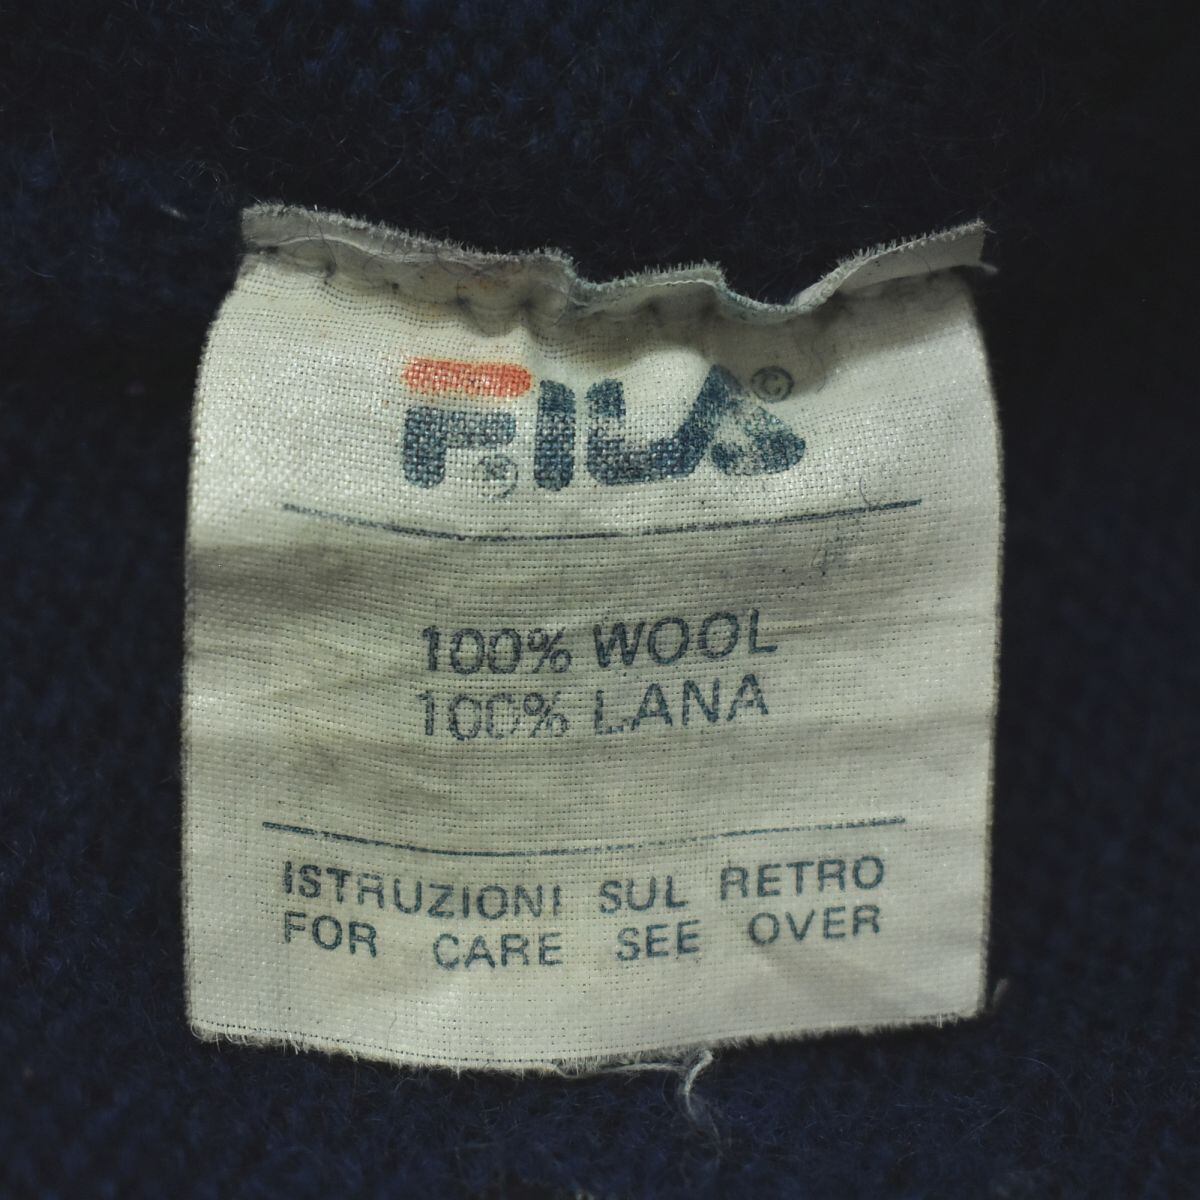 FILA ©
®
100% WOOL
100% LANA
ISTRUZIONI SUL RETRO
FOR CARE SEE OVER